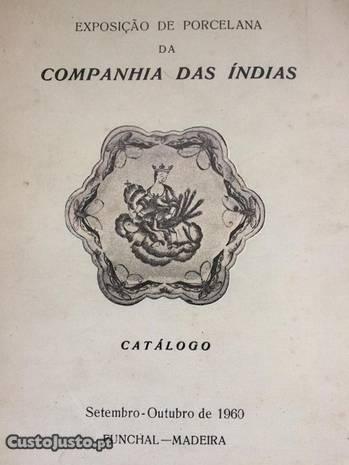 EXPOSIÇÃO DE PORCELANA
DA
COMPANHIA DAS ÍNDIAS
CATÁLOGO
Setembro-Outubro de 1960
FUNCHAL—MADEIRA
CustoJusto.pt